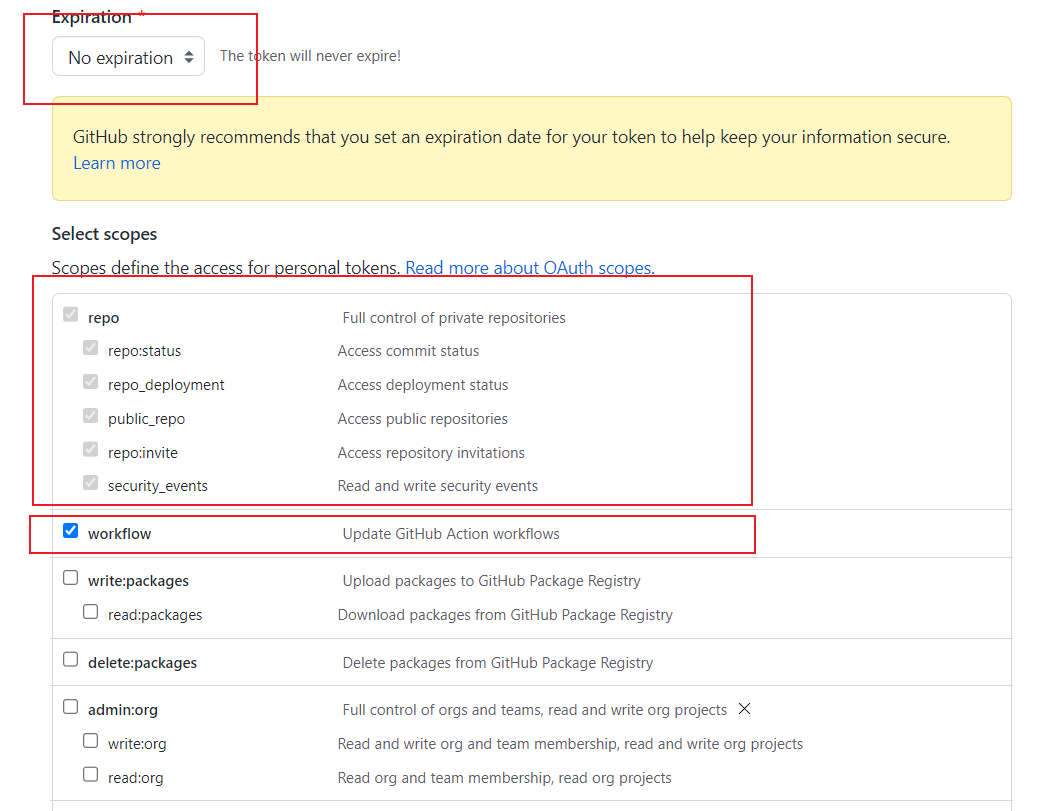 Expiration *
No expiration The token will never expire!
GitHub strongly recommends that you set an expiration date for your token to help keep your information secure.
Learn more
Select scopes
Scopes define the access for personal tokens. Read more about OAuth scopes.
repo Full control of private repositories
repo:status Access commit status
repo_deployment Access deployment status
public_repo Access public repositories
repo:invite Access repository invitations
security_events Read and write security events
workflow Update GitHub Action workflows
write:packages Upload packages to GitHub Package Registry
read:packages Download packages from GitHub Package Registry
delete:packages Delete packages from GitHub Package Registry
admin:org Full control of orgs and teams, read and write org projects
write:org Read and write org and team membership, read and write org projects
read:org Read org and team membership, read org projects